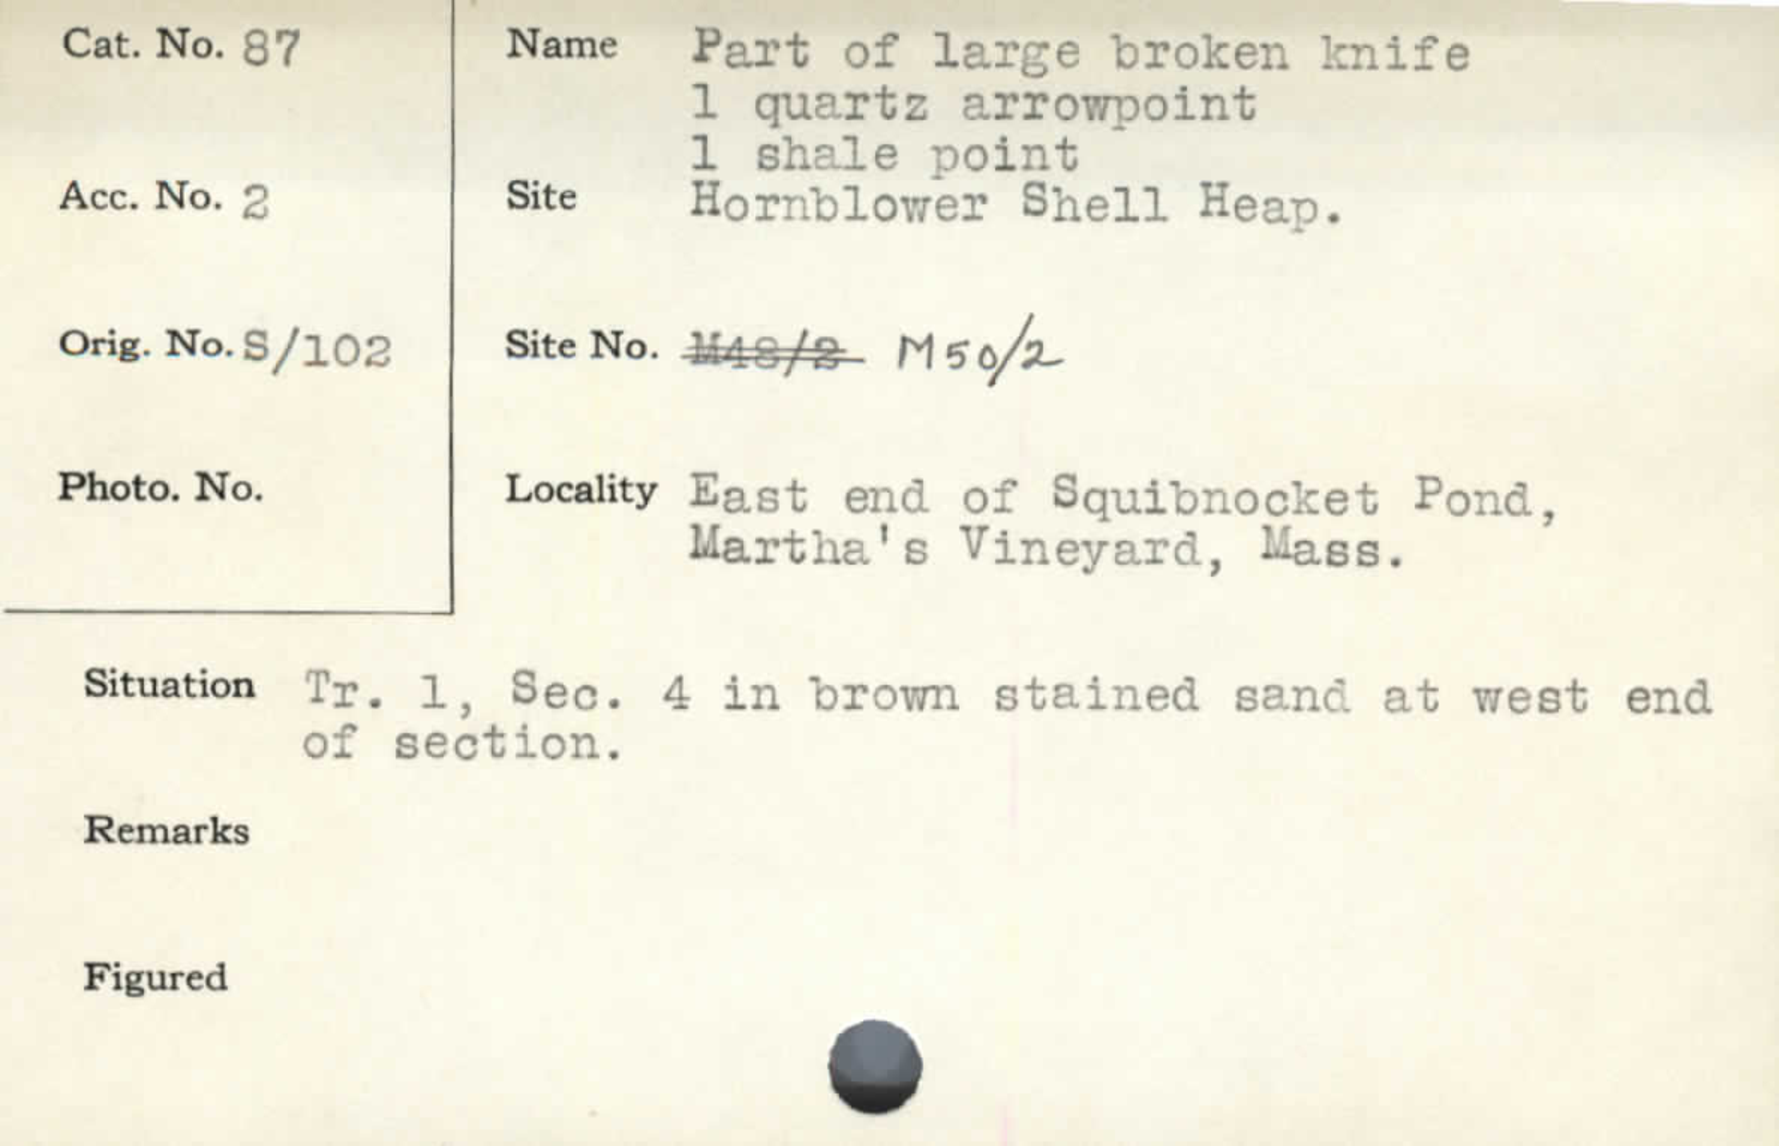 Cat. No. 87
Name Part of large broken knife
1 quartz arrowpoint
1 shale point
Acc. No. 2
Site Hornblower Shell Heap.
Orig. No. S/102
Site No. M48/2 M50/2
Photo. No.
Locality East end of Squibnocket Pond,
Martha's Vineyard, Mass.
Situation Tr. 1, Sec. 4 in brown stained sand at west end
of section.
Remarks
Figured